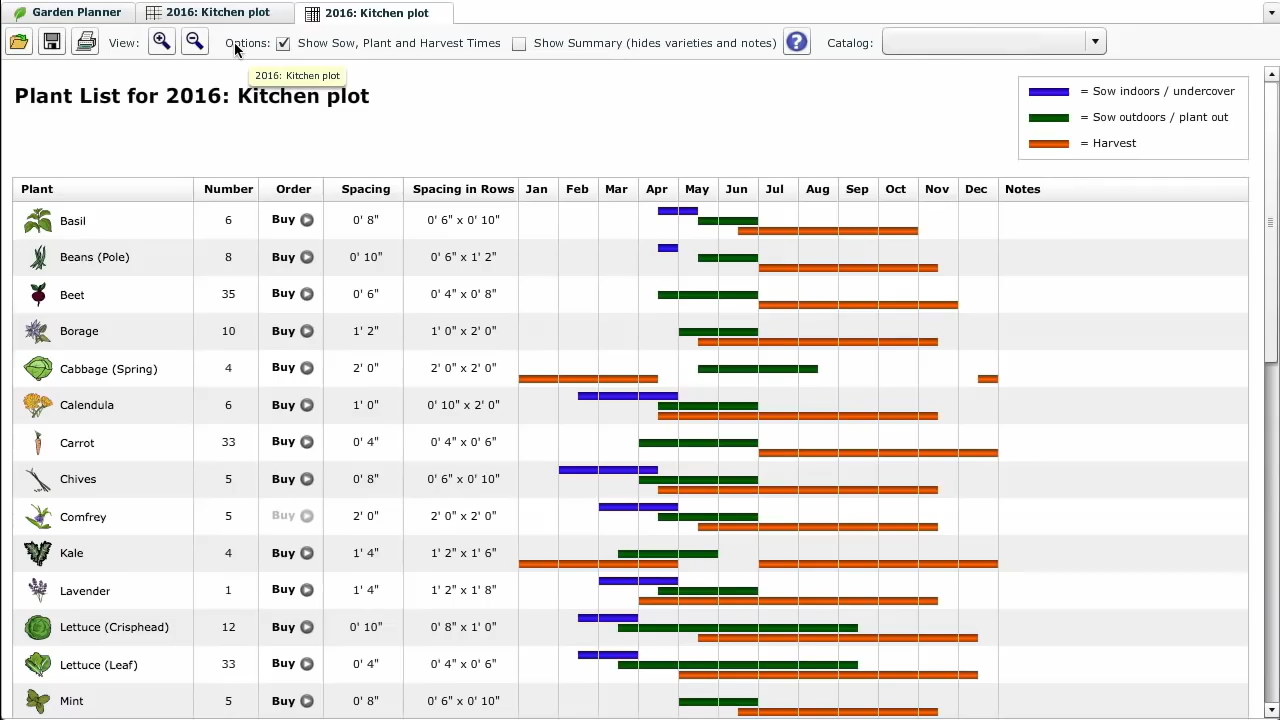 Garden Planner 2016: Kitchen plot 2016: Kitchen plot
View: Options: Show Sow, Plant and Harvest Times Show Summary (hides varieties and notes) ? Catalog:
2016: Kitchen plot
Plant List for 2016: Kitchen plot
= Sow indoors / undercover
= Sow outdoors / plant out
= Harvest
Plant Number Order Spacing Spacing in Rows Jan Feb Mar Apr May Jun Jul Aug Sep Oct Nov Dec Notes
Basil 6 Buy 0' 8" 0' 6" x 0' 10"
Beans (Pole) 8 Buy 0' 10" 0' 6" x 1' 2"
Beet 35 Buy 0' 6" 0' 4" x 0' 8"
Borage 10 Buy 1' 2" 1' 0" x 2' 0"
Cabbage (Spring) 4 Buy 2' 0" 2' 0" x 2' 0"
Calendula 6 Buy 1' 0" 0' 10" x 2' 0"
Carrot 33 Buy 0' 4" 0' 4" x 0' 6"
Chives 5 Buy 0' 8" 0' 6" x 0' 10"
Comfrey 5 Buy 2' 0" 2' 0" x 2' 0"
Kale 4 Buy 1' 4" 1' 2" x 1' 6"
Lavender 1 Buy 1' 4" 1' 2" x 1' 8"
Lettuce (Crisphead) 12 Buy 0' 10" 0' 8" x 1' 0"
Lettuce (Leaf) 33 Buy 0' 4" 0' 4" x 0' 6"
Mint 5 Buy 0' 8" 0' 6" x 0' 10"